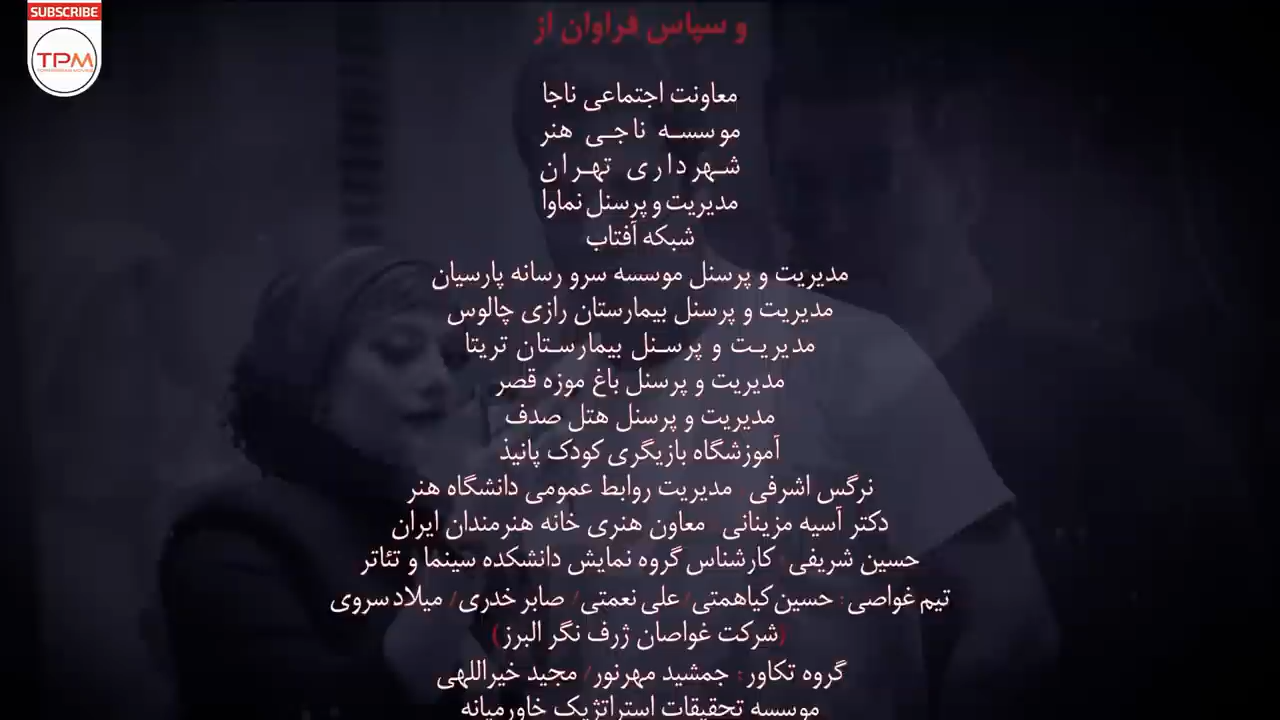 SUBSCRIBE
TPM
و سپاس فراوان از
معاونت اجتماعی ناجا
موسسه ناجی هنر
شهرداری تهران
مدیریت و پرسنل نماوا
شبکه آفتاب
مدیریت و پرسنل موسسه سرو رسانه پارسیان
مدیریت و پرسنل بیمارستان رازی چالوس
مدیریت و پرسنل بیمارستان تریتا
مدیریت و پرسنل باغ موزه قصر
مدیریت و پرسنل هتل صدف
آموزشگاه بازیگری کودک پانیذ
نرگس اشرفی مدیریت روابط عمومی دانشگاه هنر
دکتر آسیه مزینانی معاون هنری خانه هنرمندان ایران
حسین شریفی کارشناس گروه نمایش دانشکده سینما و تئاتر
تیم غواصی : حسین کیاهمتی / علی نعمتی / صابر خدری / میلاد سروی
(شرکت غواصان ژرف نگر البرز)
گروه تکاور : جمشید مهرنور / مجید خیراللهی
موسسه تحقیقات استراتژیک خاورمیانه